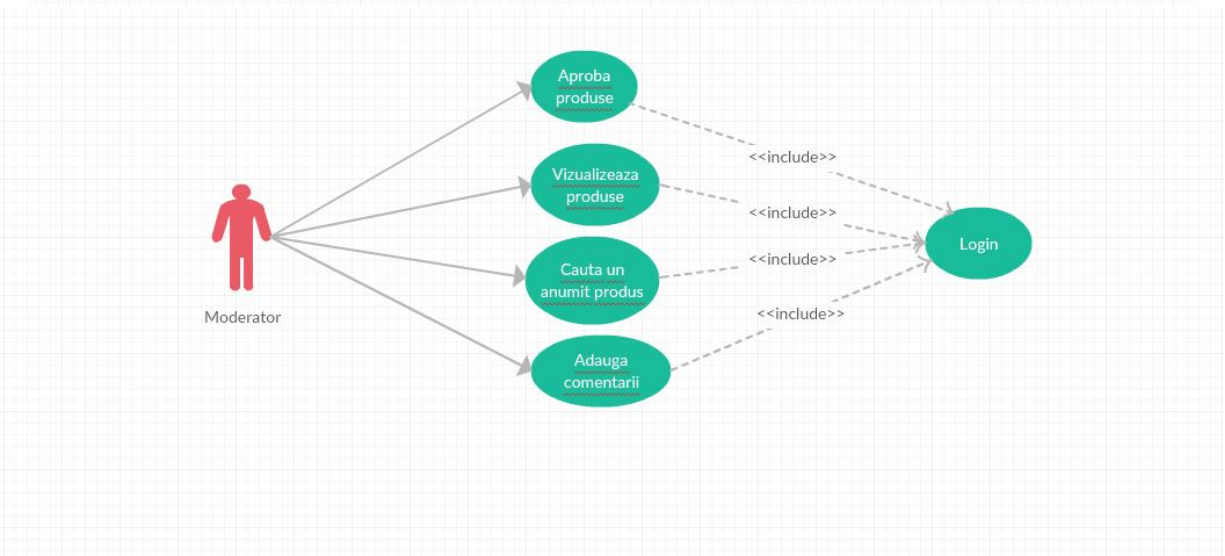 Aproba
produse
<<include>>
Vizualizeaza
produse
<<include>>
Login
Cauta un
anumit produs
<<include>>
Moderator
<<include>>
Adauga
comentarii